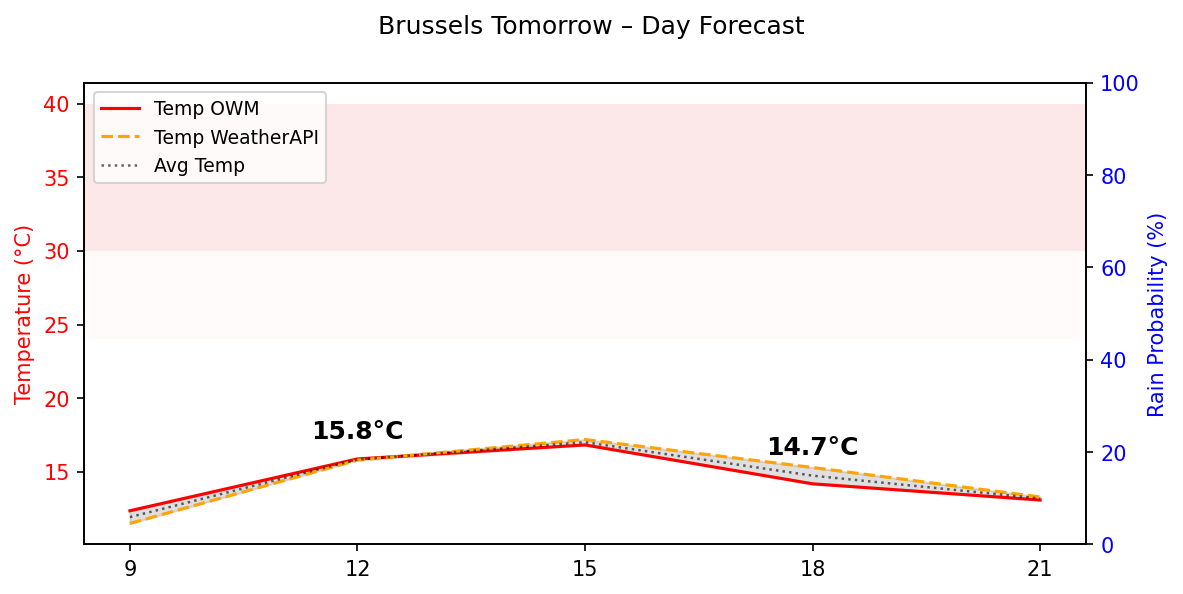 Brussels Tomorrow – Day Forecast
Temp OWM
Temp WeatherAPI
Avg Temp
Temperature (°C)
40
35
30
25
20
15
15.8°C
14.7°C
100
80
60
40
20
0
Rain Probability (%)
9
12
15
18
21